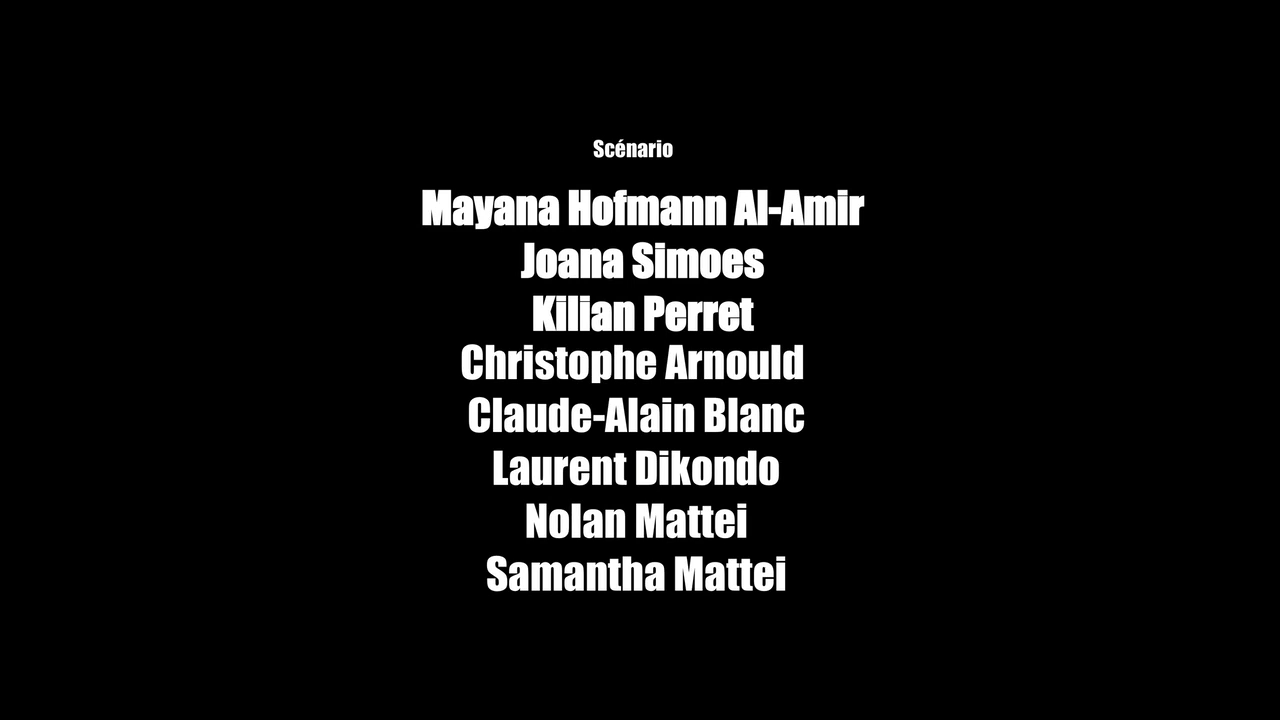 Scénario
Mayana Hofmann Al-Amir
Joana Simoes
Kilian Perret
Christophe Arnould
Claude-Alain Blanc
Laurent Dikondo
Nolan Mattei
Samantha Mattei